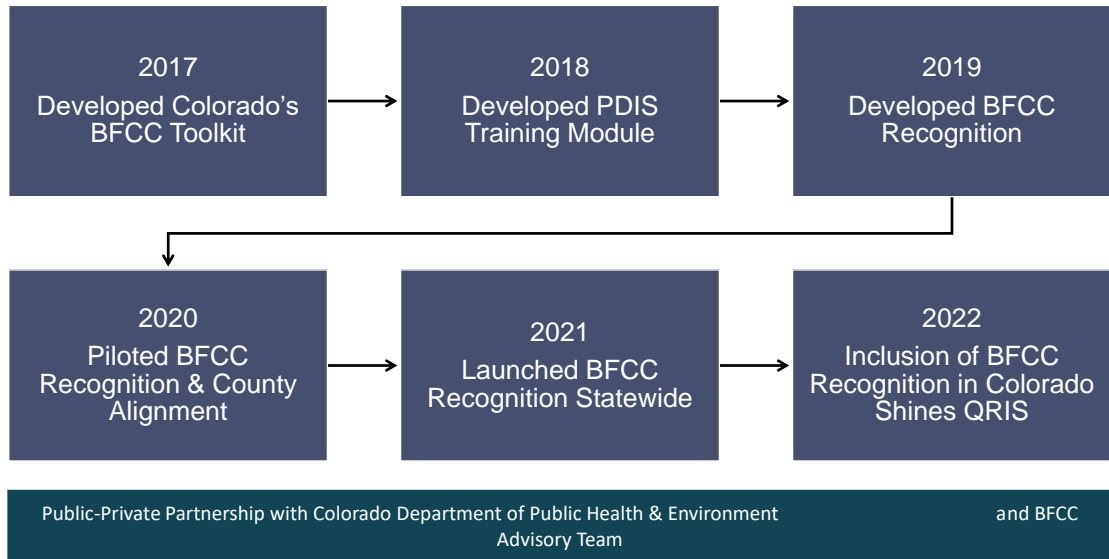 2017
Developed Colorado's
BFCC Toolkit
2018
Developed PDIS
Training Module
2019
Developed BFCC
Recognition
2020
Piloted BFCC
Recognition & County
Alignment
2021
Launched BFCC
Recognition Statewide
2022
Inclusion of BFCC
Recognition in Colorado
Shines QRIS
Public-Private Partnership with Colorado Department of Public Health & Environment and BFCC
Advisory Team